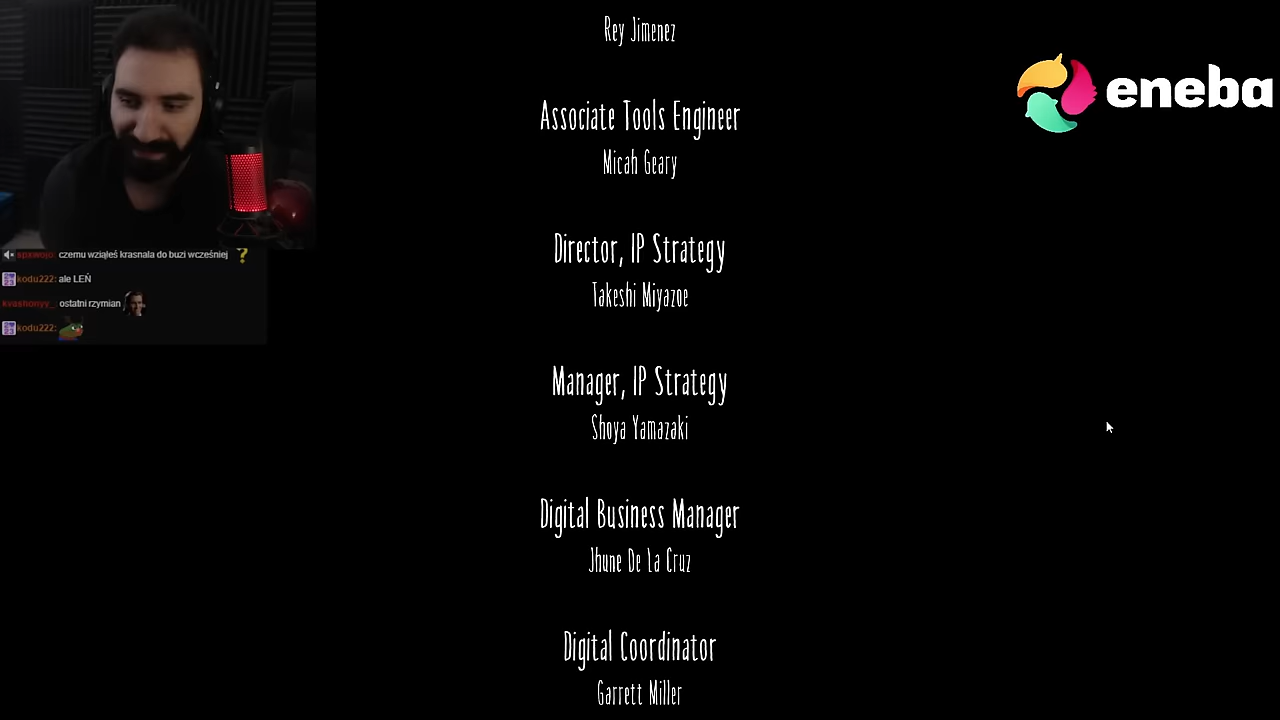 Rey Jimenez
Associate Tools Engineer
Micah Geary
Director, IP Strategy
Takeshi Miyazoe
Manager, IP Strategy
Shoya Yamazaki
Digital Business Manager
Jhune De La Cruz
Digital Coordinator
Garrett Miller
eneba
spxwojo: czemu wziąłeś krasnala do buzi wcześniej
kodu222: ale LEŃ
kvashonyy_: ostatni rzymian
kodu222: